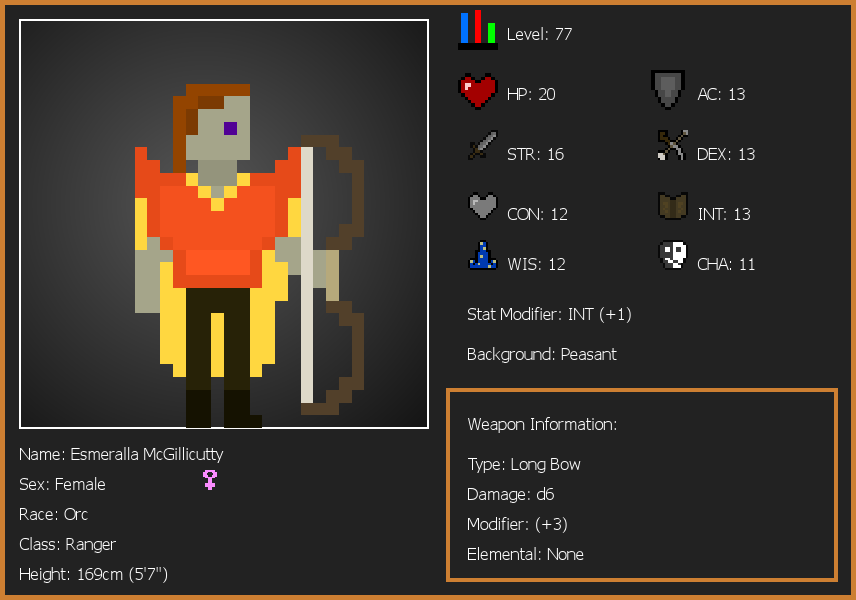 Level: 77
HP: 20
AC: 13
STR: 16
DEX: 13
CON: 12
INT: 13
WIS: 12
CHA: 11
Stat Modifier: INT (+1)
Background: Peasant
Weapon Information:
Type: Long Bow
Damage: d6
Modifier: (+3)
Elemental: None
Name: Esmeralla McGillicutty
Sex: Female
Race: Orc
Class: Ranger
Height: 169cm (5'7")